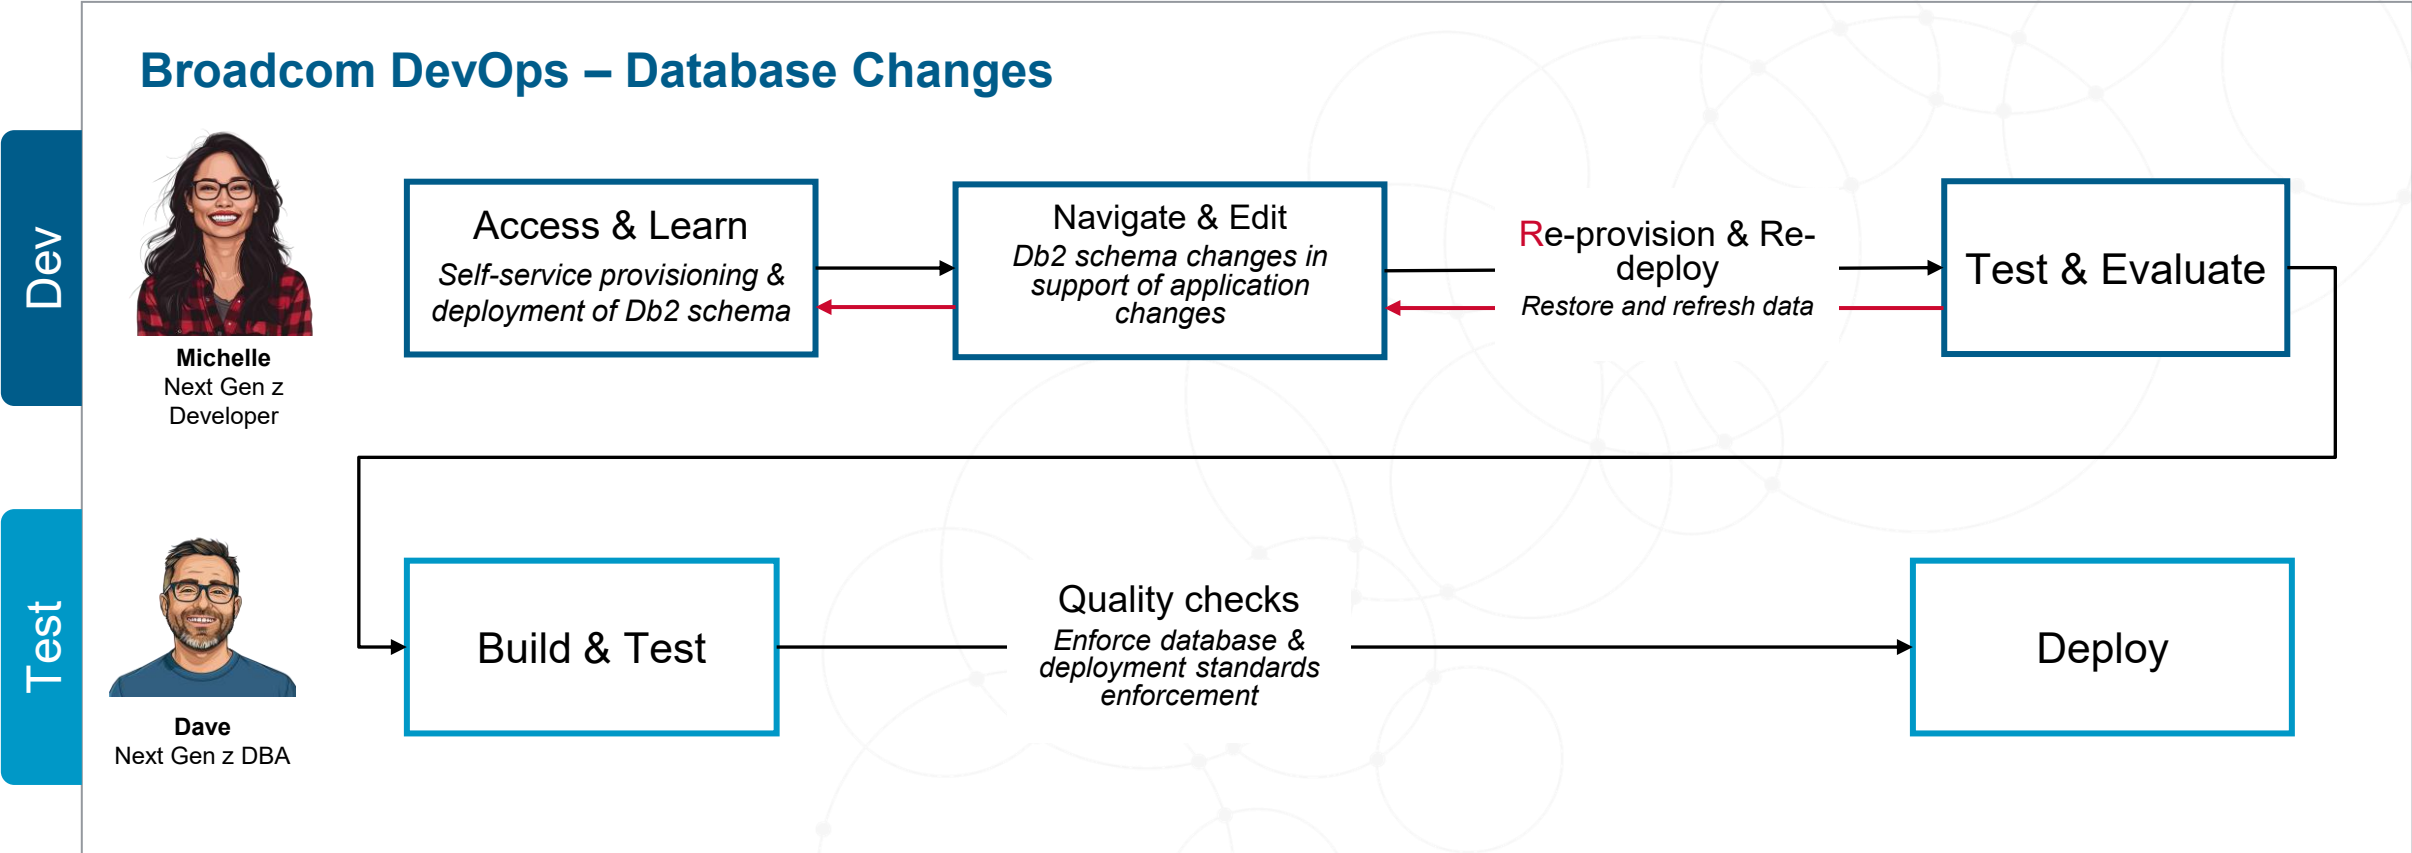 Broadcom DevOps – Database Changes
Dev
Michelle
Next Gen z
Developer
Access & Learn
Self-service provisioning &
deployment of Db2 schema
Navigate & Edit
Db2 schema changes in
support of application
changes
Re-provision & Re-
deploy
Restore and refresh data
Test & Evaluate
Test
Dave
Next Gen z DBA
Build & Test
Quality checks
Enforce database &
deployment standards
enforcement
Deploy